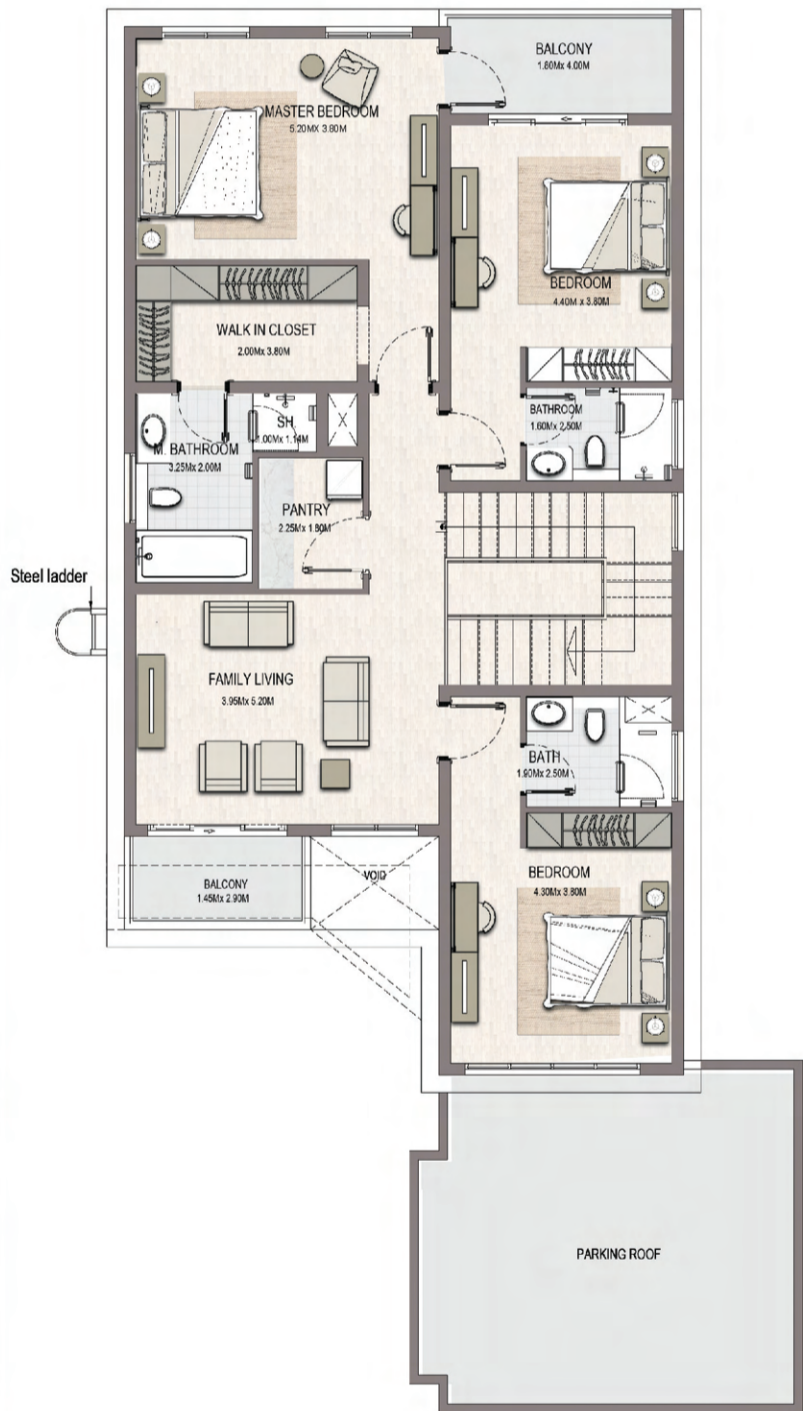 BALCONY
1.60Mx 4.00M
MASTER BEDROOM
5.20MX 3.80M
BEDROOM
4.40M x 3.80M
WALK IN CLOSET
2.00Mx 3.80M
BATHROOM
1.60Mx 2.50M
SH
1.00Mx 1.14M
M. BATHROOM
3.25Mx 2.00M
PANTRY
2.25Mx 1.80M
Steel ladder
FAMILY LIVING
3.95Mx 5.20M
BATH
1.90Mx 2.50M
BALCONY
1.45Mx 2.90M
VOID
BEDROOM
4.30Mx 3.80M
PARKING ROOF